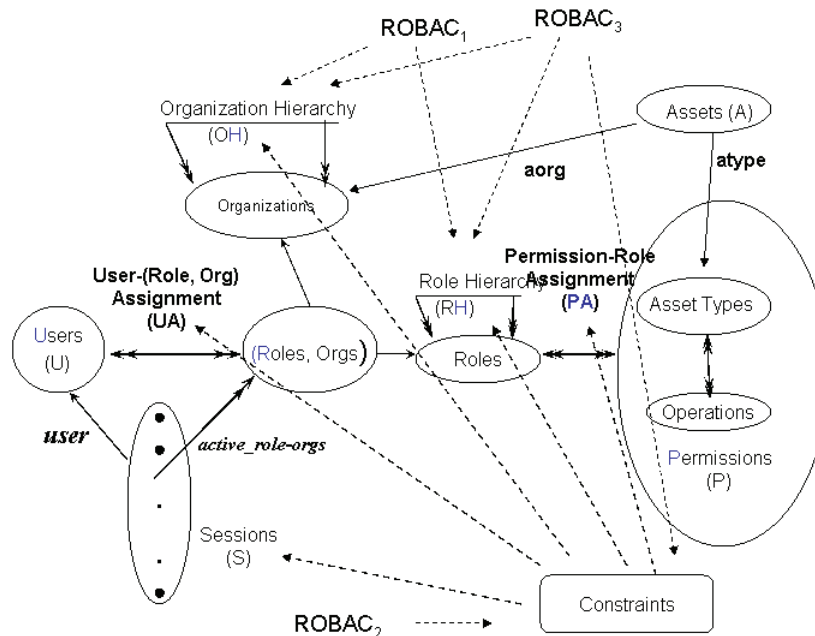 ROBAC1
ROBAC3
Organization Hierarchy
(OH)
Assets (A)
aorg
atype
Organizations
User-(Role, Org)
Assignment
(UA)
Permission-Role
Assignment
(PA)
Role Hierarchy
(RH)
Asset Types
Users
(U)
(Roles, Orgs)
Roles
Operations
user
active_role-orgs
Permissions
(P)
Sessions
(S)
Constraints
ROBAC2